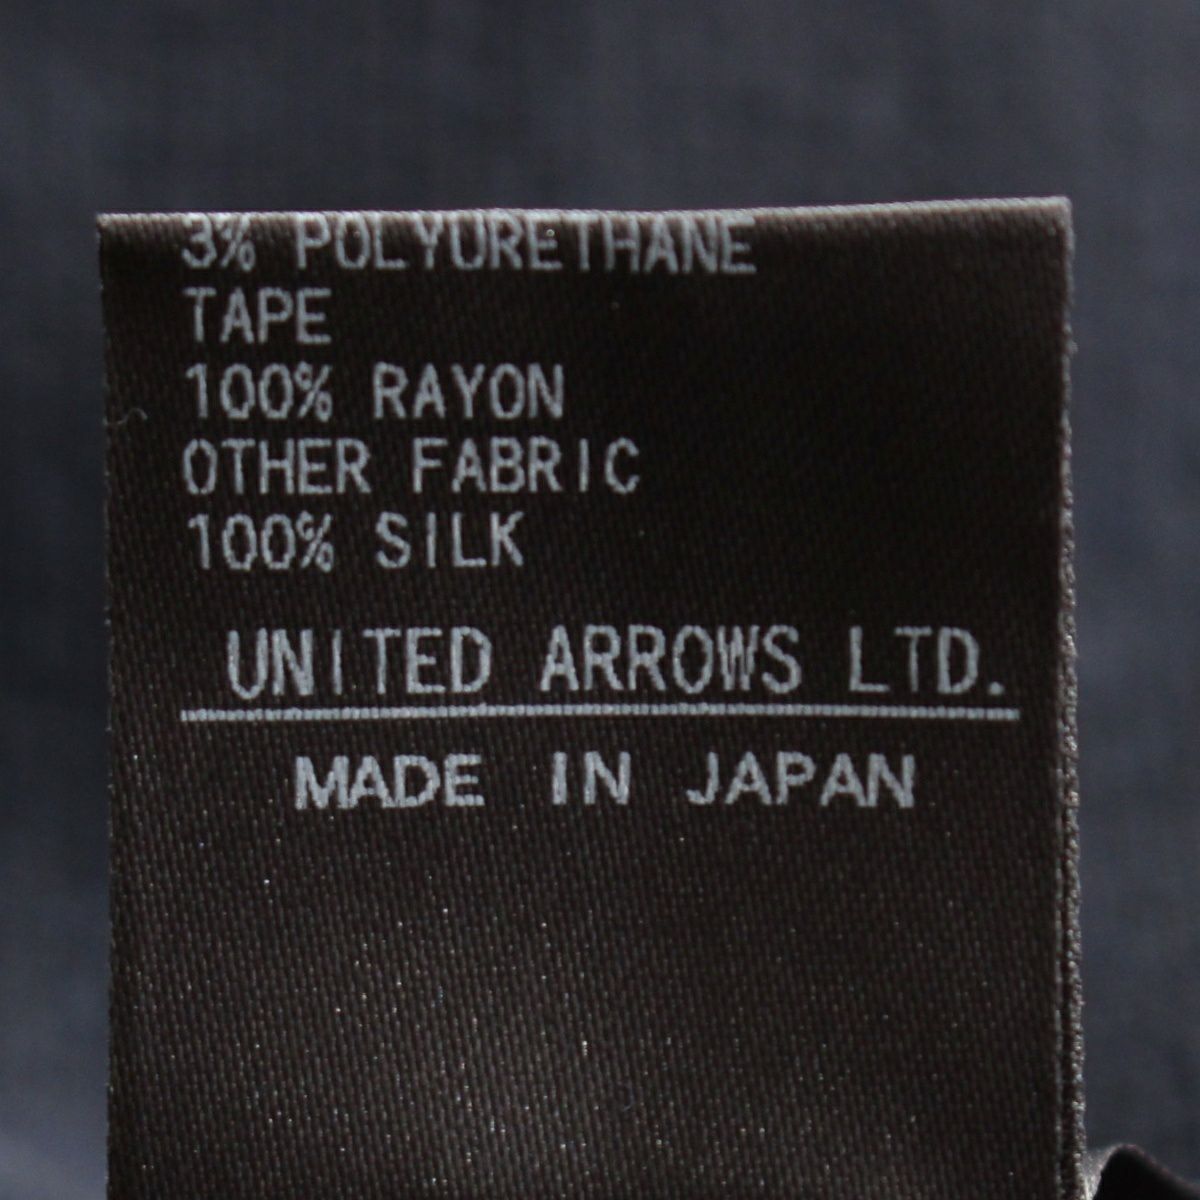 3% POLYURETHANE
TAPE
100% RAYON
OTHER FABRIC
100% SILK
UNITED ARROWS LTD.
MADE IN JAPAN